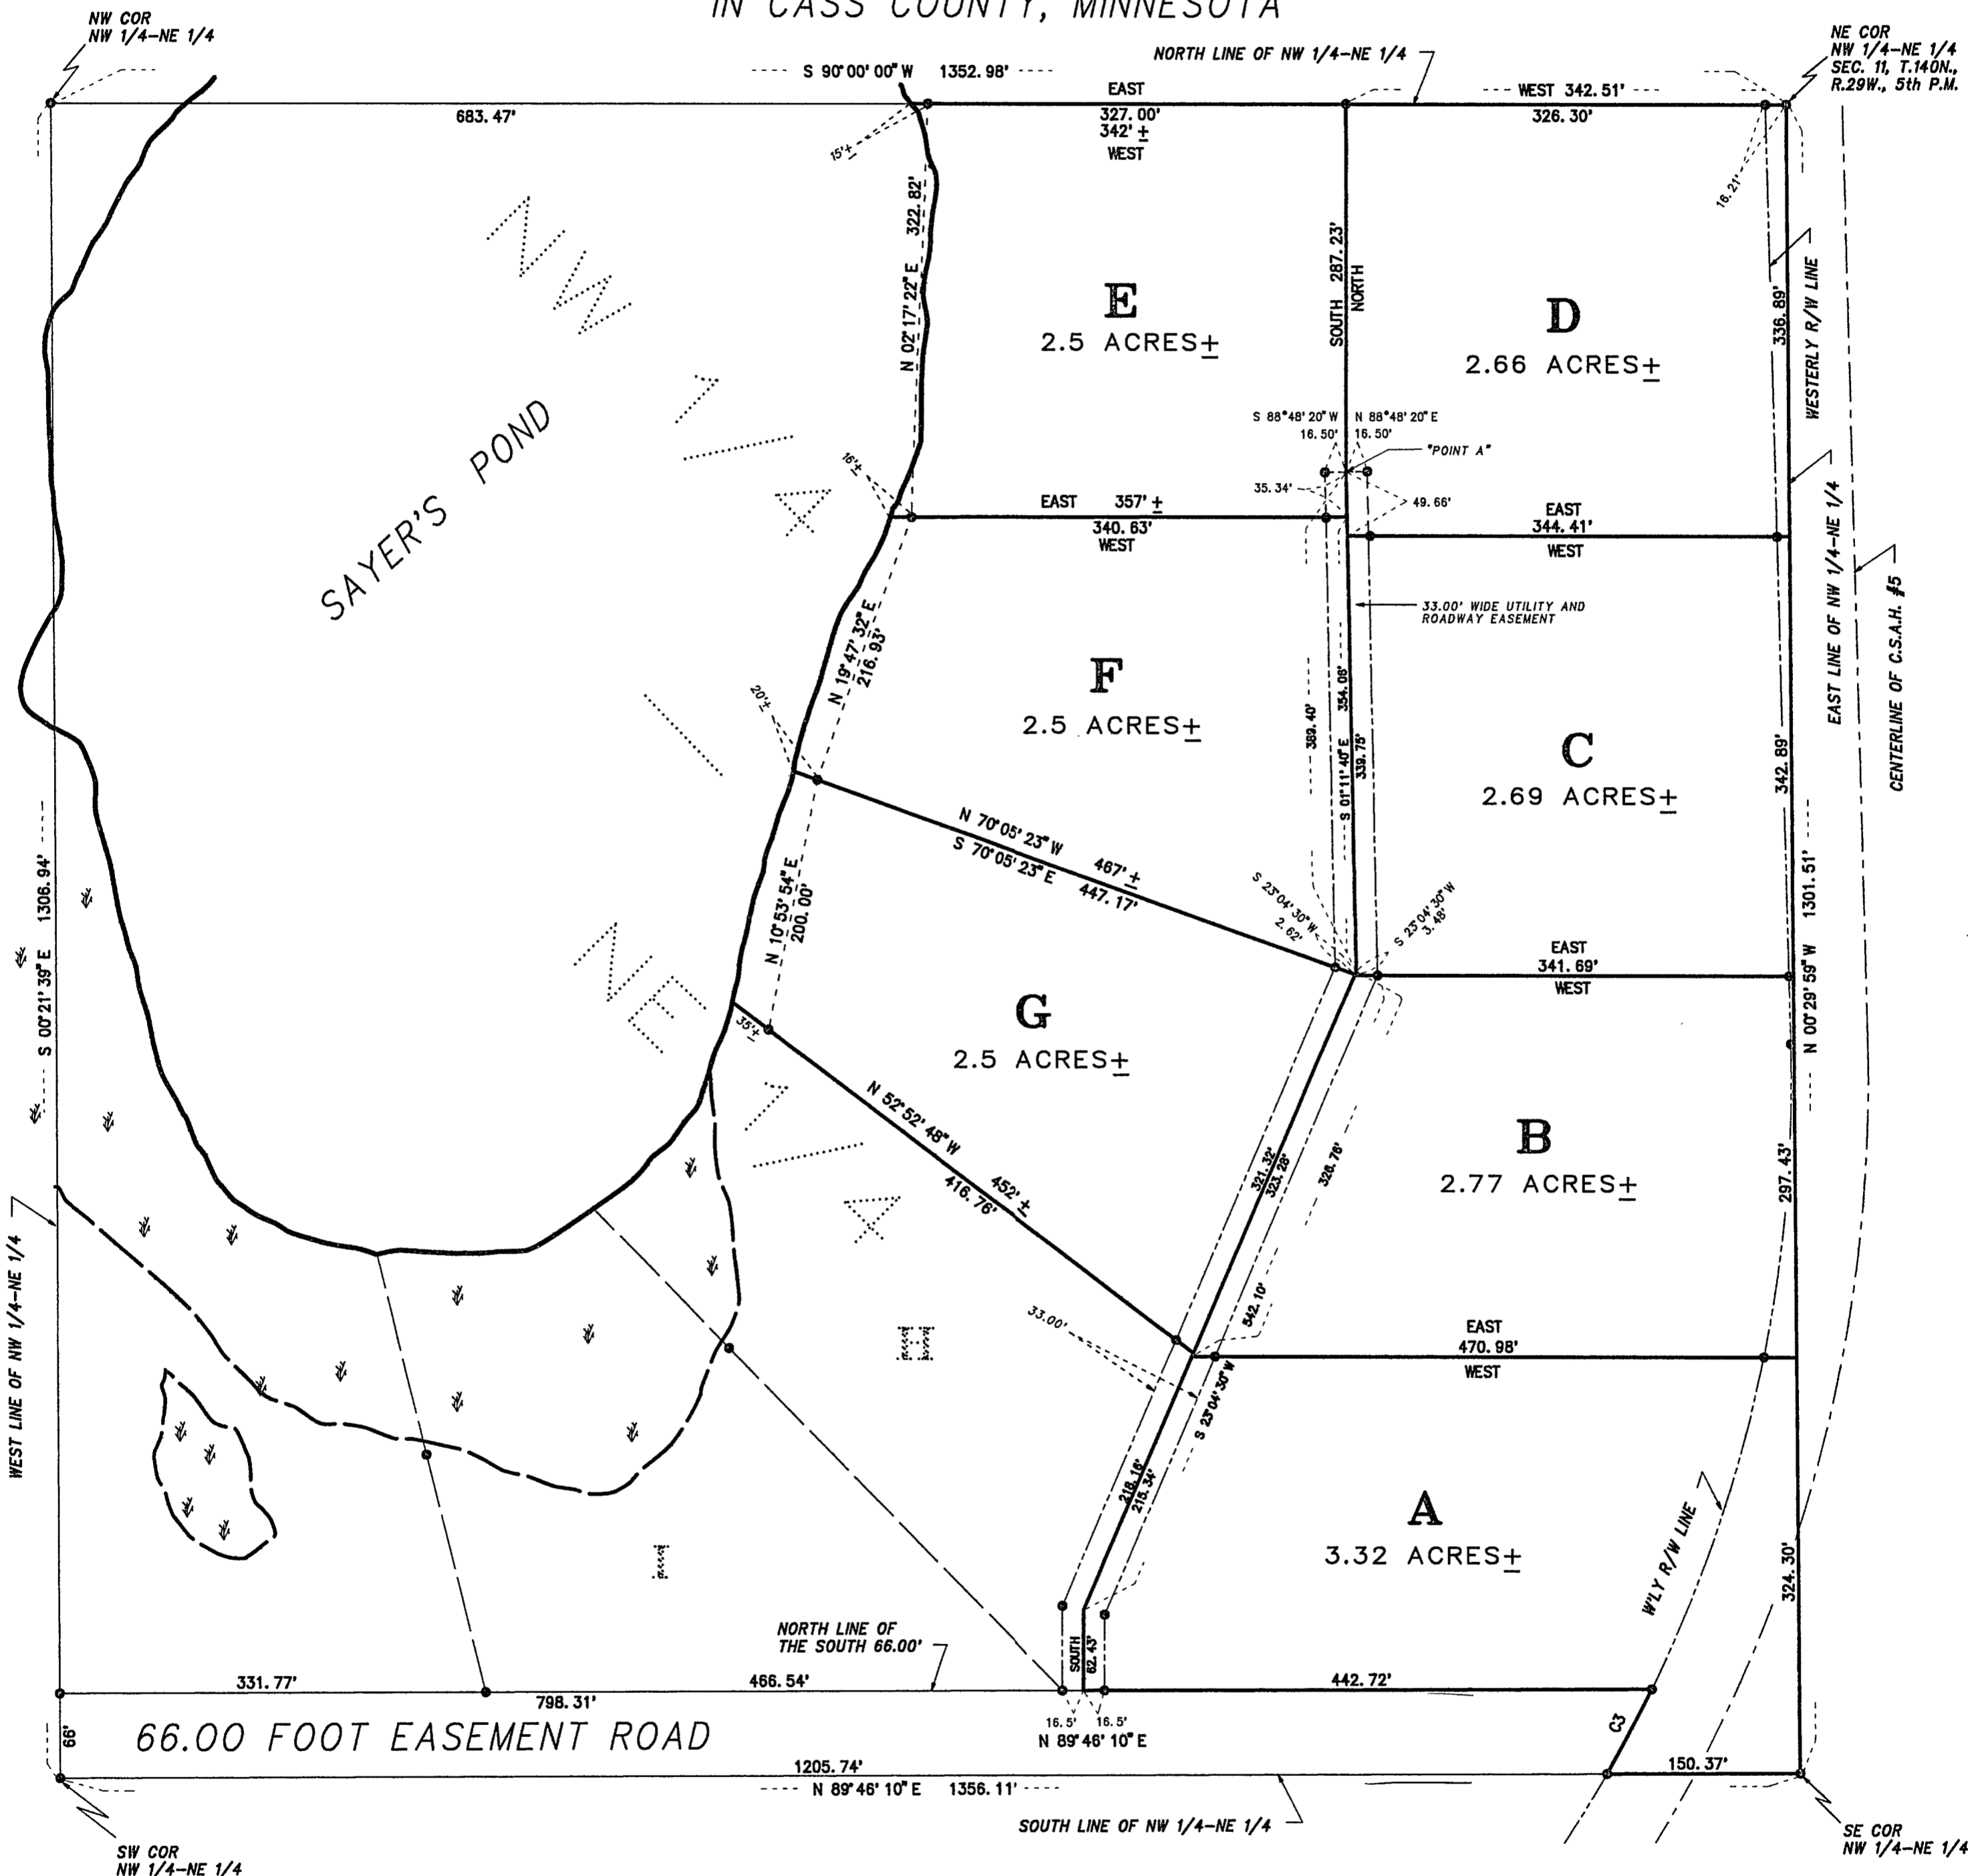 IN CASS COUNTY, MINNESOTA
NW COR
NW 1/4-NE 1/4
NORTH LINE OF NW 1/4-NE 1/4
NE COR
NW 1/4-NE 1/4
SEC. 11, T.140N.,
R.29W., 5th P.M.
S 90°00'00" W 1352.98'
683.47'
EAST
327.00'
342' ±
WEST
WEST 342.51'
326.30'
15'±
16.21'
N 02°17'22" E 322.82'
SOUTH 287.23'
NORTH
336.89'
WESTERLY R/W LINE
NW 1/4
E
2.5 ACRES±
D
2.66 ACRES±
SAYER'S POND
S 88°48'20" W
16.50'
N 88°48'20" E
16.50'
"POINT A"
16'±
35.34'
49.66'
EAST 357' ±
340.63'
WEST
EAST
344.41'
WEST
EAST LINE OF NW 1/4-NE 1/4
CENTERLINE OF C.S.A.H. #5
33.00' WIDE UTILITY AND
ROADWAY EASEMENT
N 19°47'32" E
216.93'
20'±
F
2.5 ACRES±
389.40'
354.06'
S 01°11'40" E
339.75'
C
2.69 ACRES±
342.89'
N 70°05'23" W 467' ±
S 70°05'23" E 447.17'
S 23°04'30" W
2.62'
S 23°04'30" W
3.48'
S 00°21'39" E 1306.94'
N 10°53'54" E
200.00'
NE 1/4
EAST
341.69'
WEST
N 00°29'59" W 1301.51'
35'±
G
2.5 ACRES±
N 52°52'48" W 452' ±
416.76'
321.32'
323.28'
326.76'
B
2.77 ACRES±
297.43'
WEST LINE OF NW 1/4-NE 1/4
33.00'
542.10'
S 23°04'30" W
H
EAST
470.98'
WEST
218.16'
215.34'
A
3.32 ACRES±
W'LY R/W LINE
324.30'
I
NORTH LINE OF
THE SOUTH 66.00'
SOUTH
62.43'
331.77'
466.54'
798.31'
442.72'
16.5' 16.5'
N 89°46'10" E
66'
66.00 FOOT EASEMENT ROAD
C3
1205.74'
N 89°46'10" E 1356.11'
150.37'
SOUTH LINE OF NW 1/4-NE 1/4
SW COR
NW 1/4-NE 1/4
SE COR
NW 1/4-NE 1/4